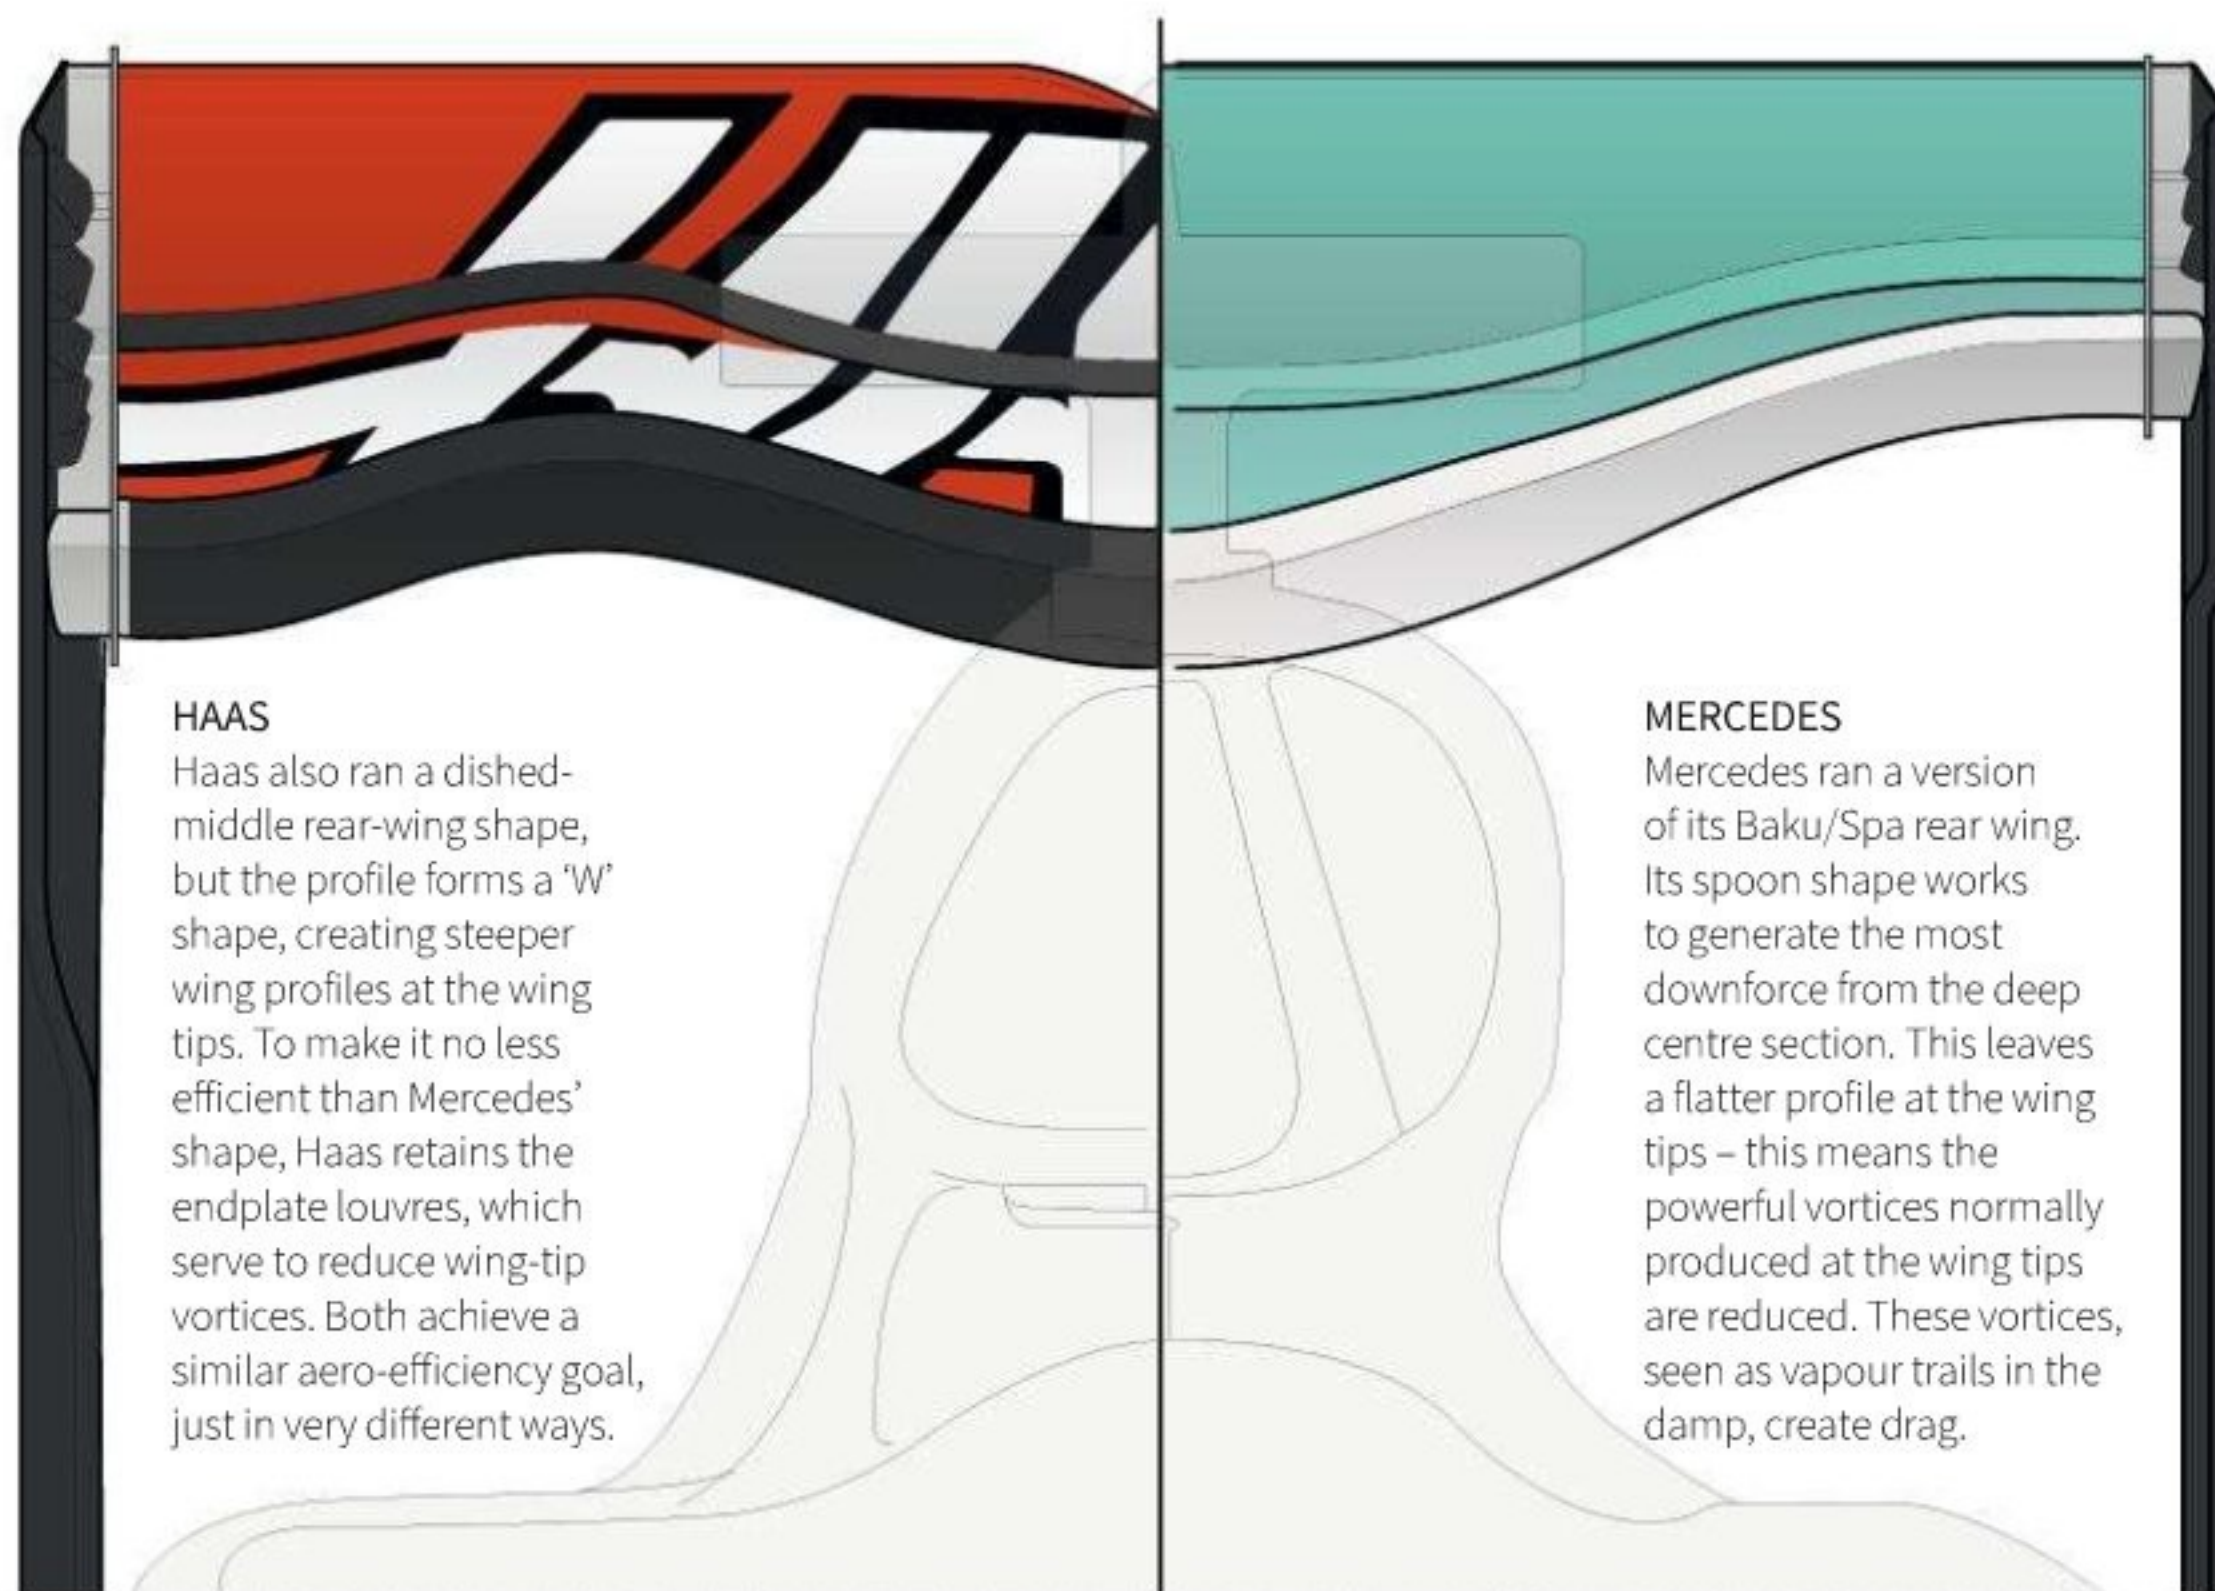 HAAS
Haas also ran a dished-
middle rear-wing shape,
but the profile forms a ‘W’
shape, creating steeper
wing profiles at the wing
tips. To make it no less
efficient than Mercedes’
shape, Haas retains the
endplate louvres, which
serve to reduce wing-tip
vortices. Both achieve a
similar aero-efficiency goal,
just in very different ways.
MERCEDES
Mercedes ran a version
of its Baku/Spa rear wing.
Its spoon shape works
to generate the most
downforce from the deep
centre section. This leaves
a flatter profile at the wing
tips – this means the
powerful vortices normally
produced at the wing tips
are reduced. These vortices,
seen as vapour trails in the
damp, create drag.